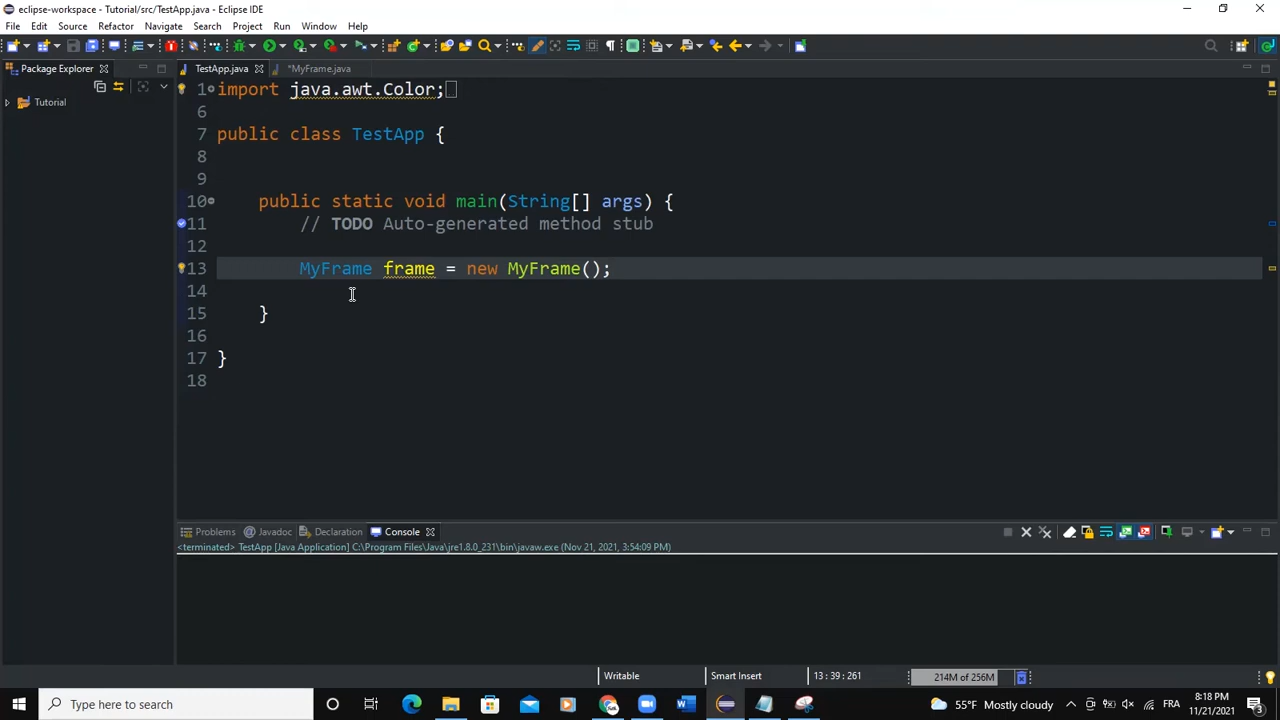 eclipse-workspace - Tutorial/src/TestApp.java - Eclipse IDE
File Edit Source Refactor Navigate Search Project Run Window Help
Package Explorer TestApp.java *MyFrame.java
Tutorial
1 import java.awt.Color;
6
7 public class TestApp {
8
9
10 public static void main(String[] args) {
11 // TODO Auto-generated method stub
12
13 MyFrame frame = new MyFrame();
14
15 }
16
17 }
18
Problems @ Javadoc Declaration Console
<terminated> TestApp [Java Application] C:\Program Files\Java\jre1.8.0_231\bin\javaw.exe (Nov 21, 2021, 3:54:09 PM)
Writable Smart Insert 13 : 39 : 261 214M of 256M
Type here to search 55°F Mostly cloudy FRA 8:18 PM
11/21/2021 3